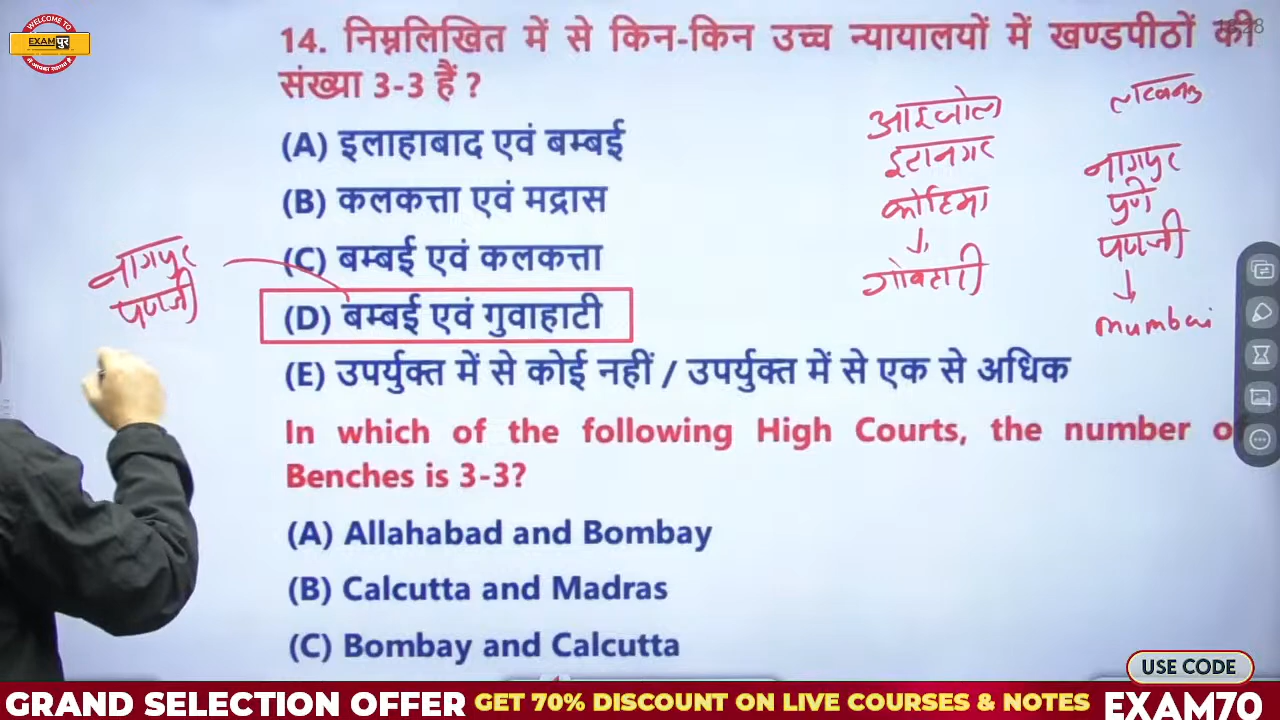 WELCOME TO
EXAMपुर
14. निम्नलिखित में से किन-किन उच्च न्यायालयों में खण्डपीठों की
संख्या 3-3 हैं ?
(A) इलाहाबाद एवं बम्बई
(B) कलकत्ता एवं मद्रास
(C) बम्बई एवं कलकत्ता
(D) बम्बई एवं गुवाहाटी
(E) उपर्युक्त में से कोई नहीं / उपर्युक्त में से एक से अधिक
In which of the following High Courts, the number of
Benches is 3-3?
(A) Allahabad and Bombay
(B) Calcutta and Madras
(C) Bombay and Calcutta
नागपुर
पणजी
आइजोल
इटानगर
कोहिमा
गोवहाटी
नागपुर
पुणे
पणजी
mumbai
USE CODE
GRAND SELECTION OFFER GET 70% DISCOUNT ON LIVE COURSES & NOTES EXAM70